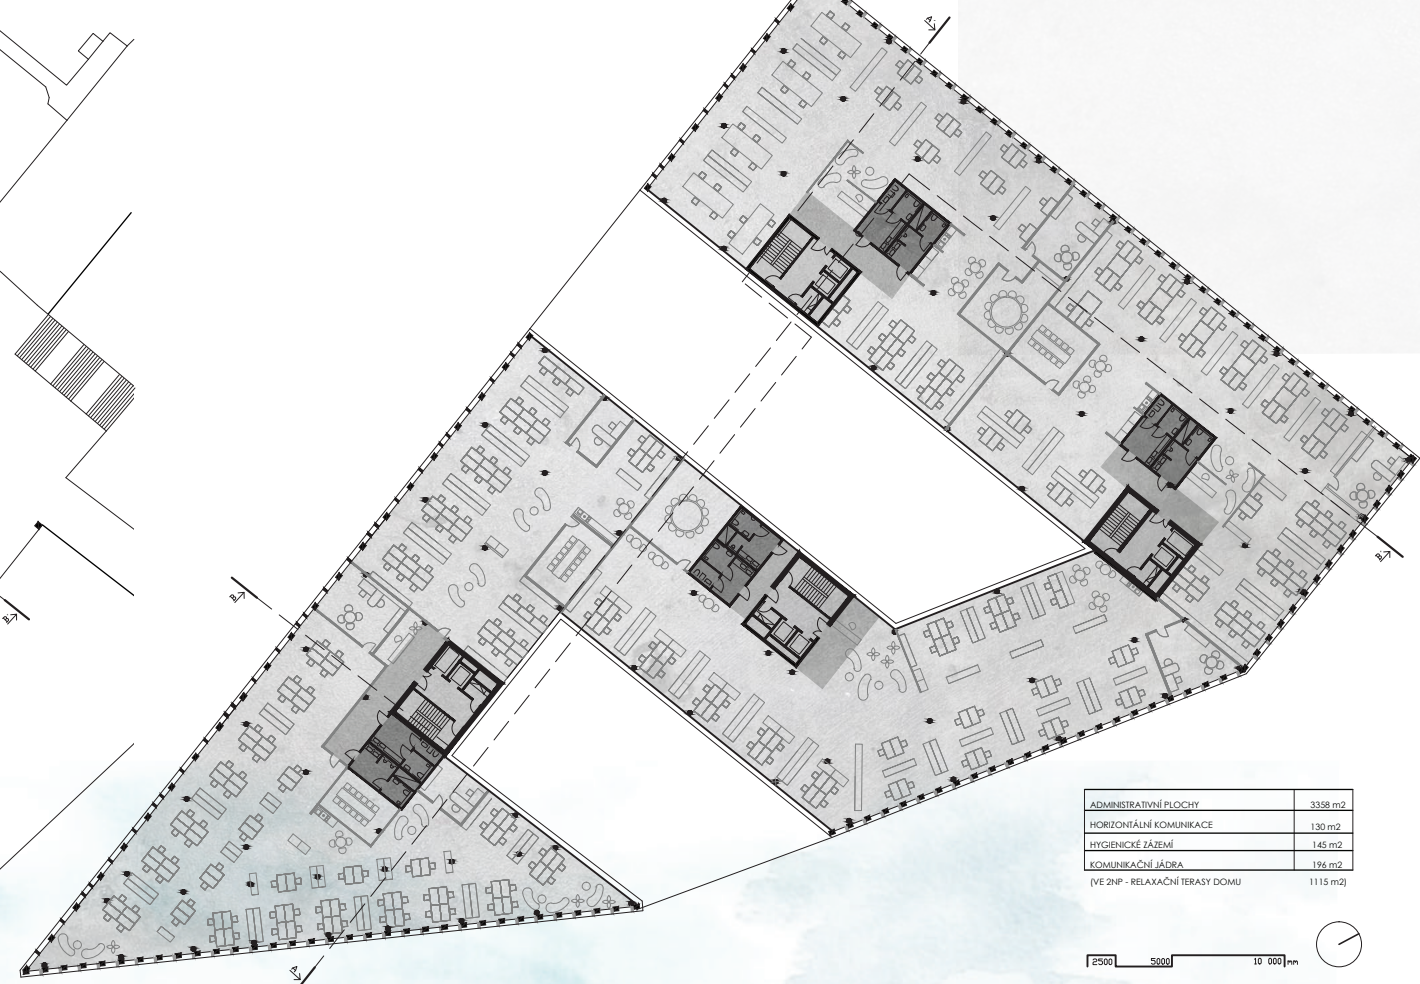 A'
B'
B'
B'
A'
ADMINISTRATIVNÍ PLOCHY 3358 m2
HORIZONTÁLNÍ KOMUNIKACE 130 m2
HYGIENICKÉ ZÁZEMÍ 145 m2
KOMUNIKAČNÍ JÁDRA 196 m2
(VE 2NP - RELAXAČNÍ TERASY DOMU 1115 m2)
2500 5000 10 000 mm